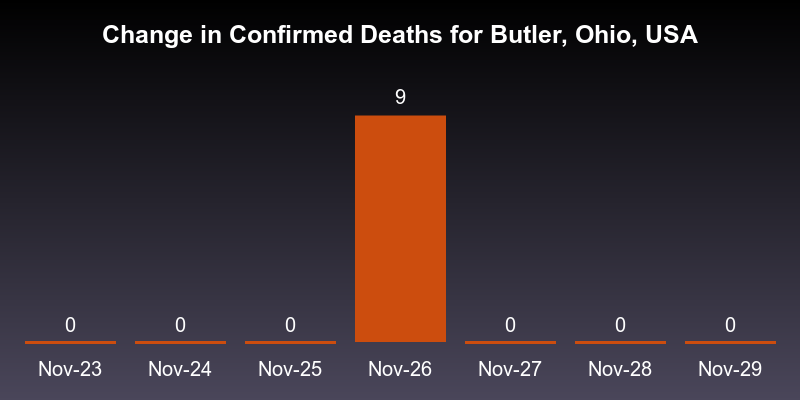 Change in Confirmed Deaths for Butler, Ohio, USA
9
0 0 0 0 0 0
Nov-23 Nov-24 Nov-25 Nov-26 Nov-27 Nov-28 Nov-29